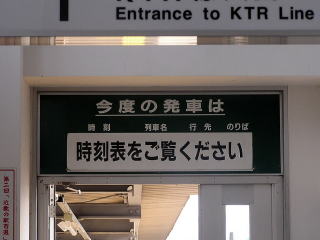 Entrance to KTR Line
今度の発車は
時刻 列車名 行先 のりば
時刻表をご覧ください